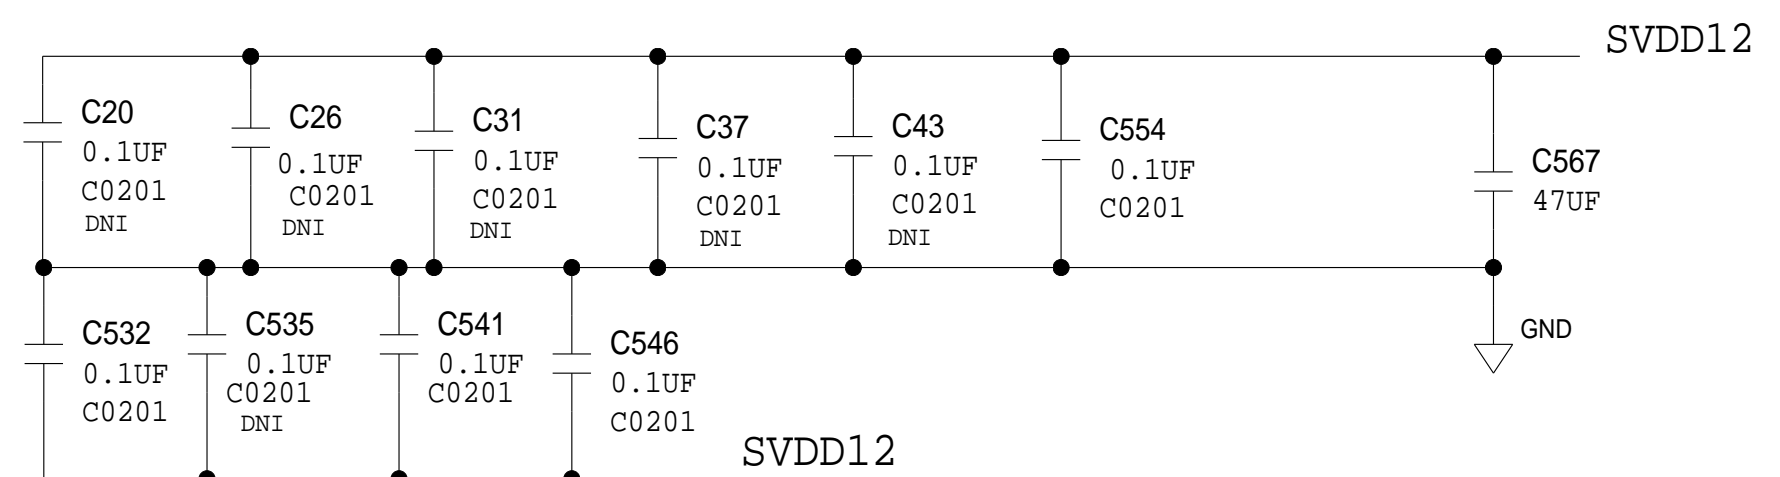 SVDD12
C20
0.1UF
C0201
DNI
C26
0.1UF
C0201
DNI
C31
0.1UF
C0201
DNI
C37
0.1UF
C0201
DNI
C43
0.1UF
C0201
DNI
C554
0.1UF
C0201
C567
47UF
GND
C532
0.1UF
C0201
C535
0.1UF
C0201
DNI
C541
0.1UF
C0201
C546
0.1UF
C0201
SVDD12